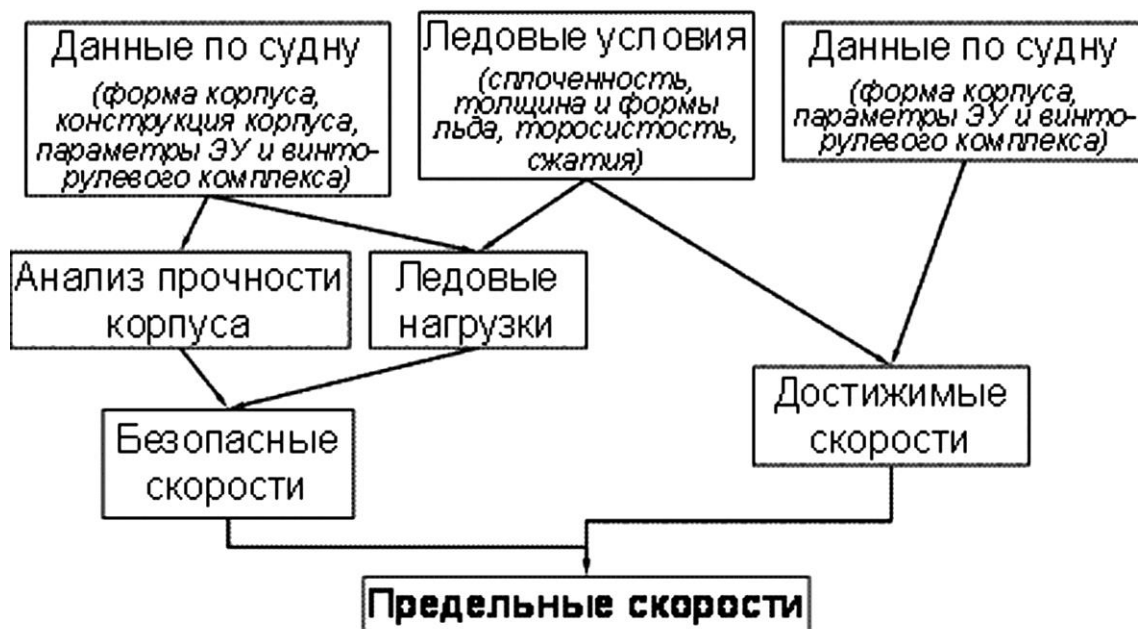 Данные по судну
(форма корпуса,
конструкция корпуса,
параметры ЭУ и винто-
рулевого комплекса)
Ледовые условия
(сплоченность,
толщина и формы
льда, торосистость,
сжатия)
Данные по судну
(форма корпуса,
параметры ЭУ и винто-
рулевого комплекса)
Анализ прочности
корпуса
Ледовые
нагрузки
Безопасные
скорости
Достижимые
скорости
Предельные скорости